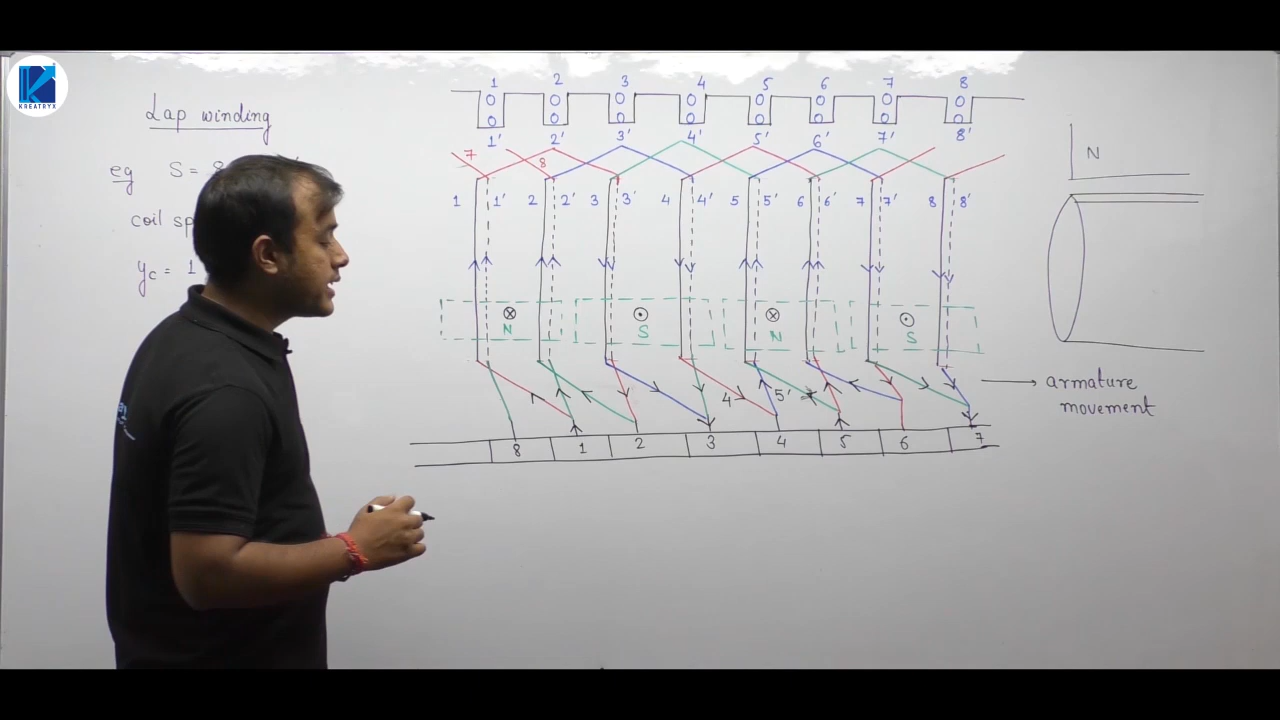 KREATRYX
Lap winding
eg S = 8
coil sp
yc = 1
1 2 3 4 5 6 7 8
1' 2' 3' 4' 5' 6' 7' 8'
7 8
1 1' 2 2' 3 3' 4 4' 5 5' 6 6' 7 7' 8 8'
N S N S
4 5'
8 1 2 3 4 5 6 7
N
armature
movement